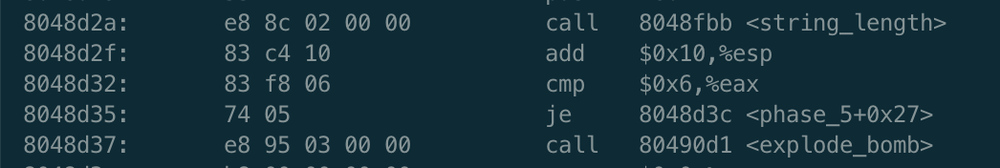 8048d2a: e8 8c 02 00 00 call 8048fbb <string_length>
8048d2f: 83 c4 10 add $0x10,%esp
8048d32: 83 f8 06 cmp $0x6,%eax
8048d35: 74 05 je 8048d3c <phase_5+0x27>
8048d37: e8 95 03 00 00 call 80490d1 <explode_bomb>